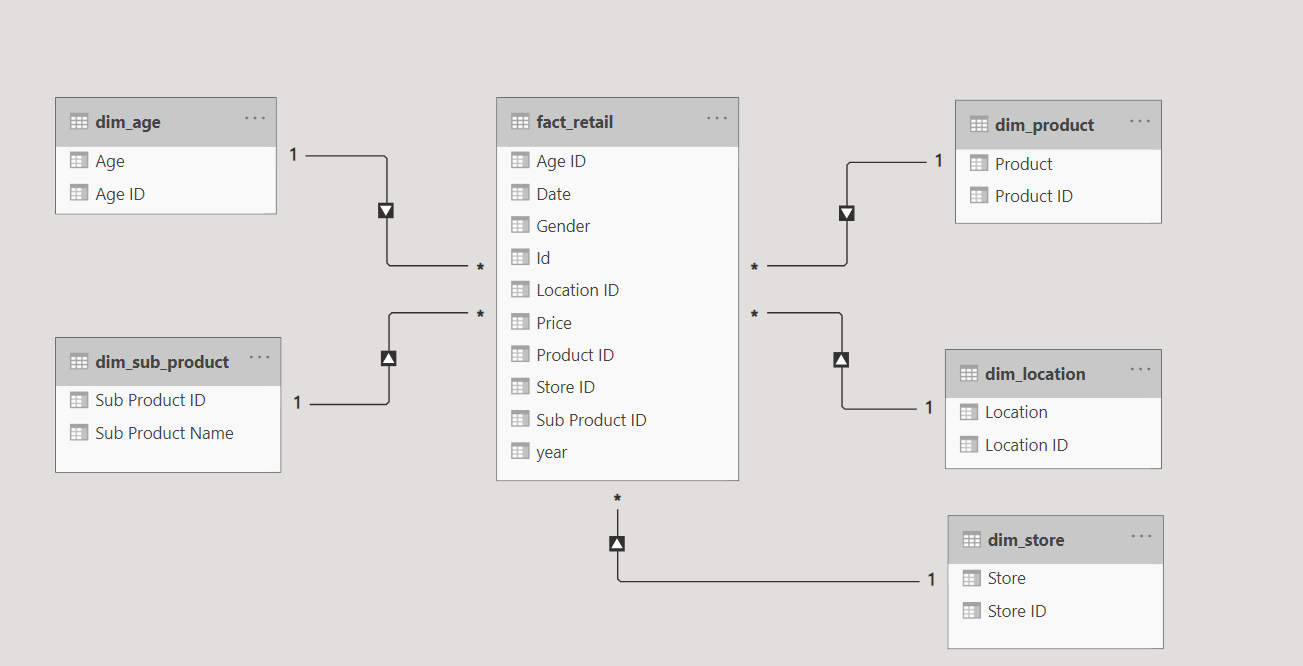 dim_age ...
Age
Age ID
1
*
fact_retail ...
Age ID
Date
Gender
Id
Location ID
Price
Product ID
Store ID
Sub Product ID
year
dim_product ...
Product
Product ID
1
*
dim_sub_product ...
Sub Product ID
Sub Product Name
1
*
dim_location ...
Location
Location ID
1
*
dim_store ...
Store
Store ID
1
*